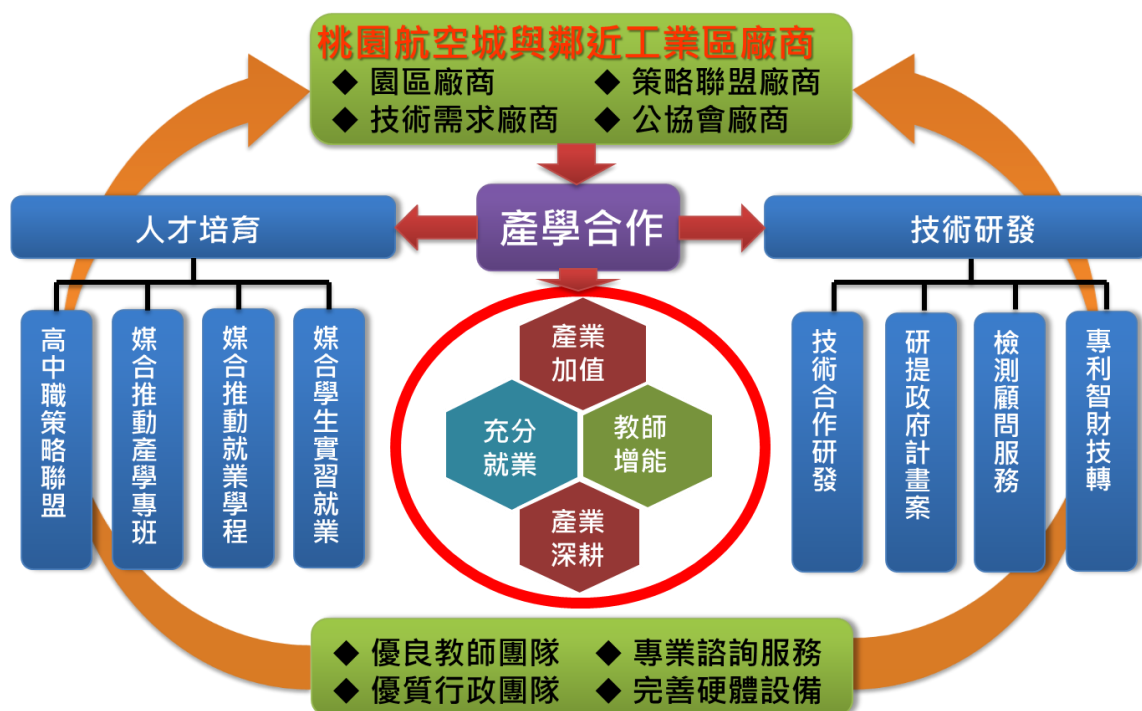 桃園航空城與鄰近工業區廠商
◆ 園區廠商 ◆ 策略聯盟廠商
◆ 技術需求廠商 ◆ 公協會廠商
人才培育
產學合作
技術研發
高中職策略聯盟
媒合推動產學專班
媒合推動就業學程
媒合學生實習就業
產業
加值
充分
就業
教師
增能
產業
深耕
技術合作研發
研提政府計畫案
檢測顧問服務
專利智財技轉
◆ 優良教師團隊 ◆ 專業諮詢服務
◆ 優質行政團隊 ◆ 完善硬體設備